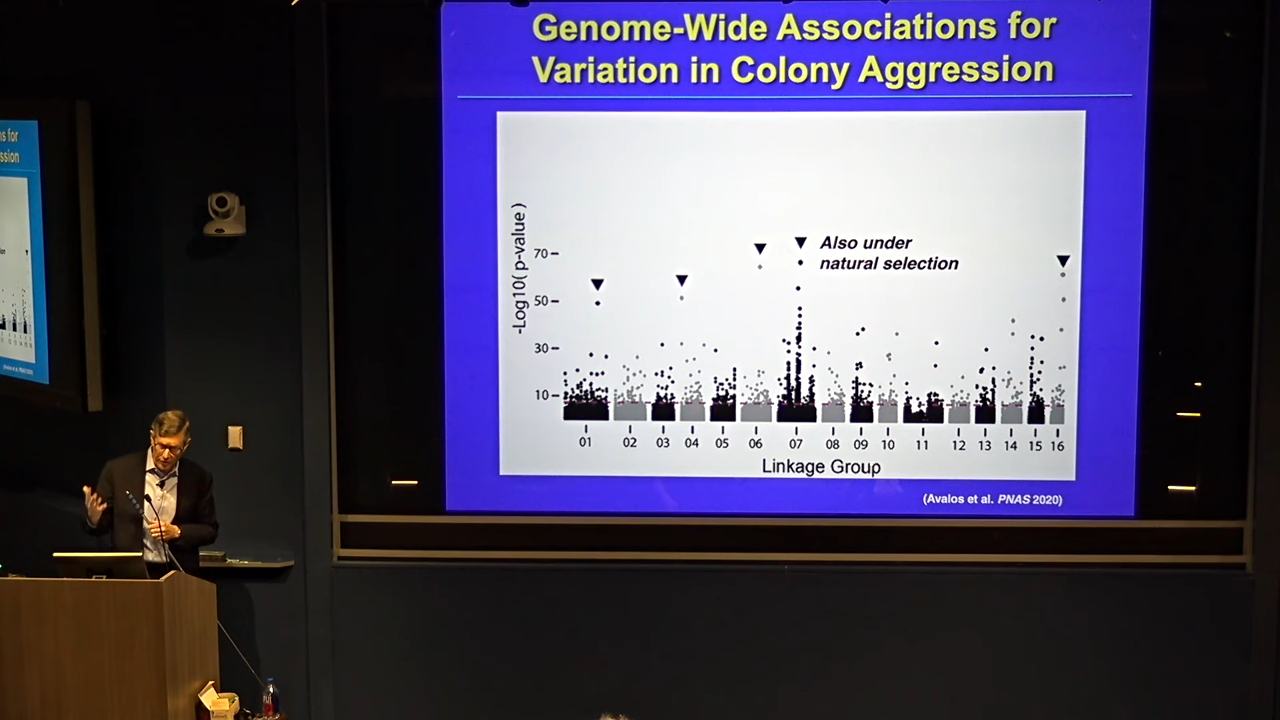 Genome-Wide Associations for
Variation in Colony Aggression
-Log10( p-value )
70
50
30
10
Also under
natural selection
01 02 03 04 05 06 07 08 09 10 11 12 13 14 15 16
Linkage Group
(Avalos et al. PNAS 2020)